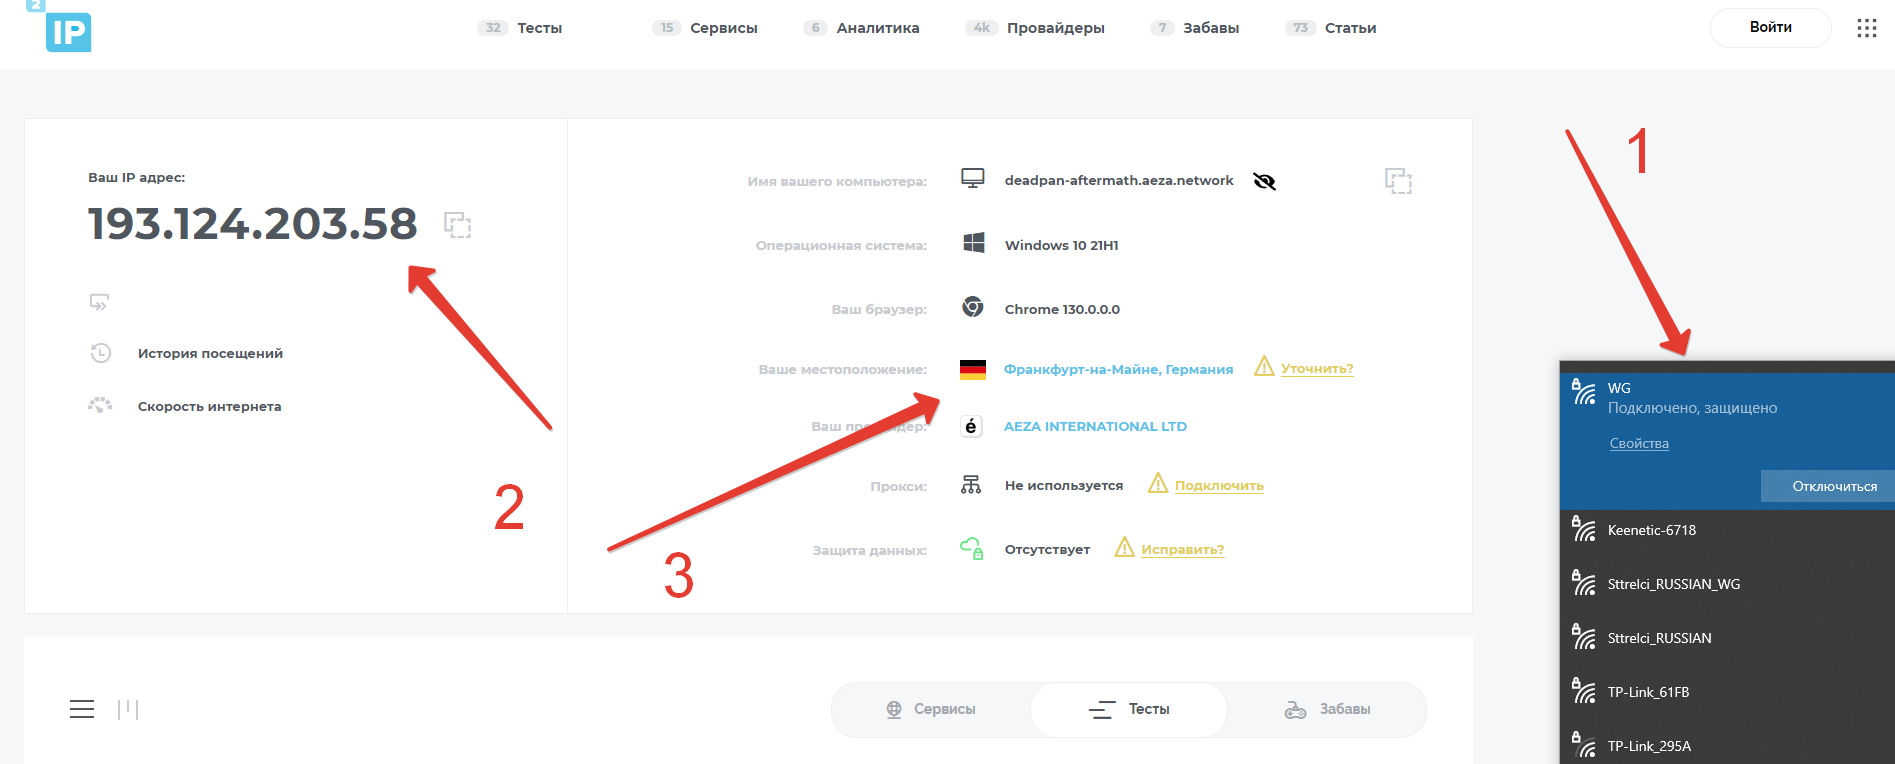 2
IP
32 Тесты
15 Сервисы
6 Аналитика
4k Провайдеры
7 Забавы
73 Статьи
Войти
Ваш IP адрес:
193.124.203.58
История посещений
Скорость интернета
Имя вашего компьютера: deadpan-aftermath.aeza.network
Операционная система: Windows 10 21H1
Ваш браузер: Chrome 130.0.0.0
Ваше местоположение: Франкфурт-на-Майне, Германия Уточнить?
Ваш провайдер: é AEZA INTERNATIONAL LTD
Прокси: Не используется Подключить
Защита данных: Отсутствует Исправить?
2
3
1
WG
Подключено, защищено
Свойства
Отключиться
Keenetic-6718
Sttrelci_RUSSIAN_WG
Sttrelci_RUSSIAN
TP-Link_61FB
TP-Link_295A
Сервисы
Тесты
Забавы